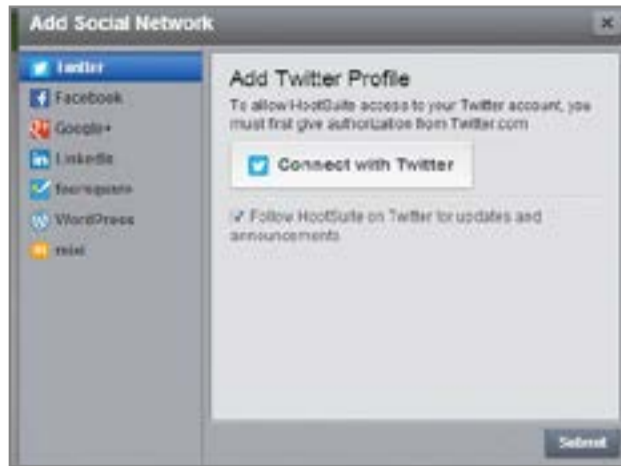 Add Social Network
Twitter
Facebook
Google+
LinkedIn
foursquare
WordPress
mixi
Add Twitter Profile
To allow HootSuite access to your Twitter account, you
must first give authorization from Twitter.com
Connect with Twitter
Follow HootSuite on Twitter for updates and
announcements
Submit